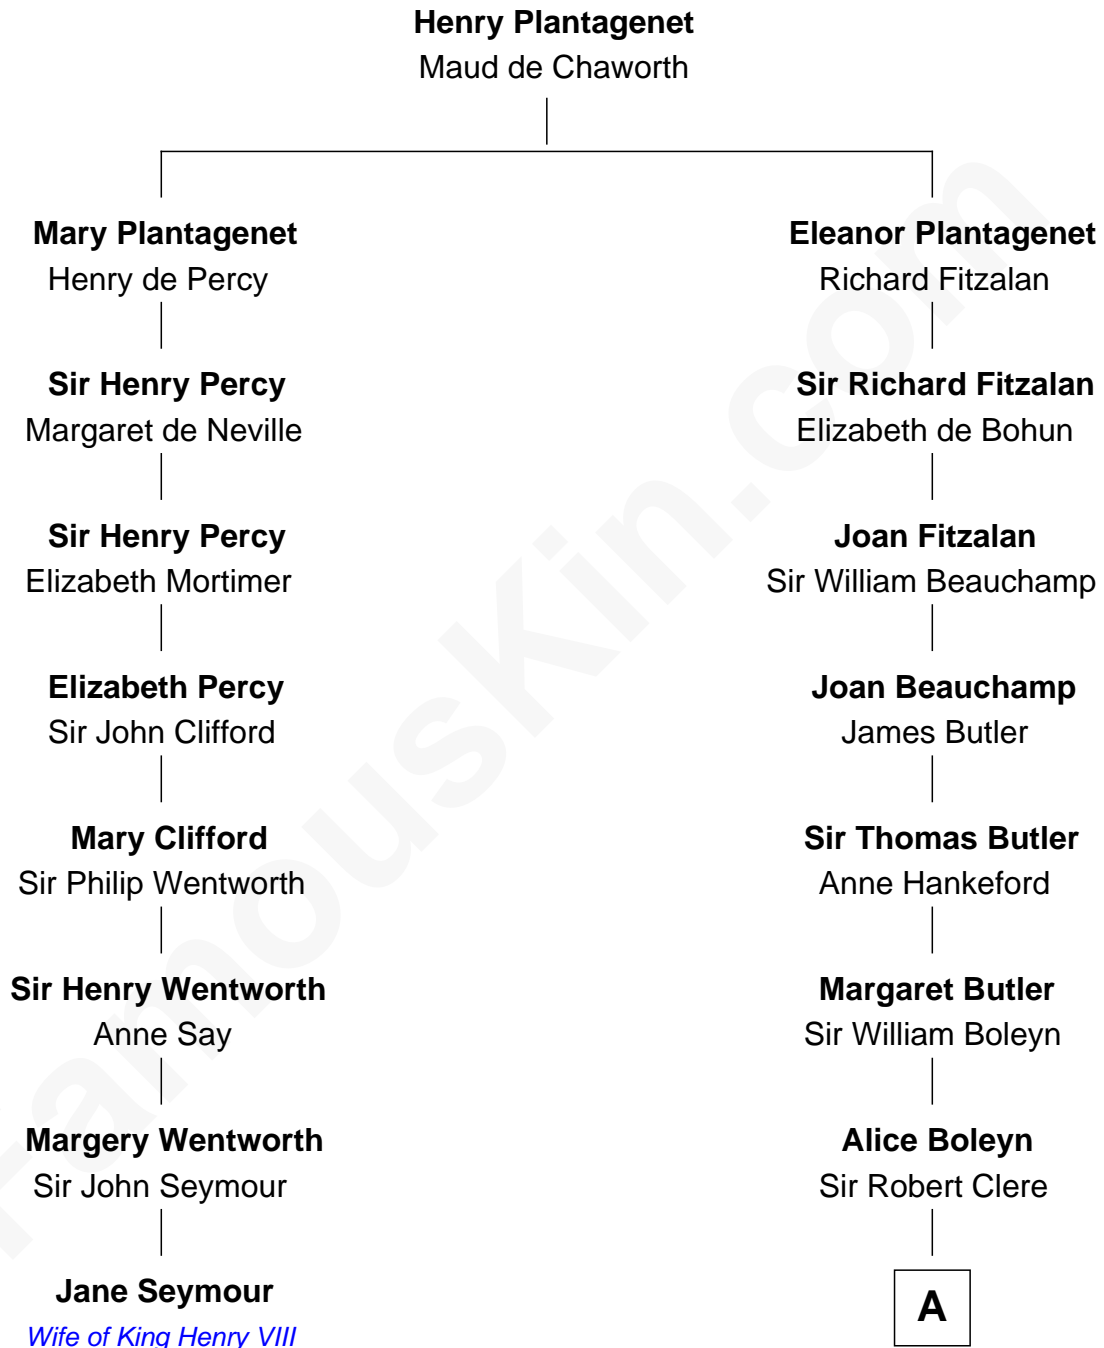 Henry Plantagenet
Maud de Chaworth
Mary Plantagenet
Henry de Percy
Eleanor Plantagenet
Richard Fitzalan
Sir Henry Percy
Margaret de Neville
Sir Richard Fitzalan
Elizabeth de Bohun
Sir Henry Percy
Elizabeth Mortimer
Joan Fitzalan
Sir William Beauchamp
Elizabeth Percy
Sir John Clifford
Joan Beauchamp
James Butler
Mary Clifford
Sir Philip Wentworth
Sir Thomas Butler
Anne Hankeford
Sir Henry Wentworth
Anne Say
Margaret Butler
Sir William Boleyn
Margery Wentworth
Sir John Seymour
Alice Boleyn
Sir Robert Clere
Jane Seymour
Wife of King Henry VIII
A
FamousKin.com